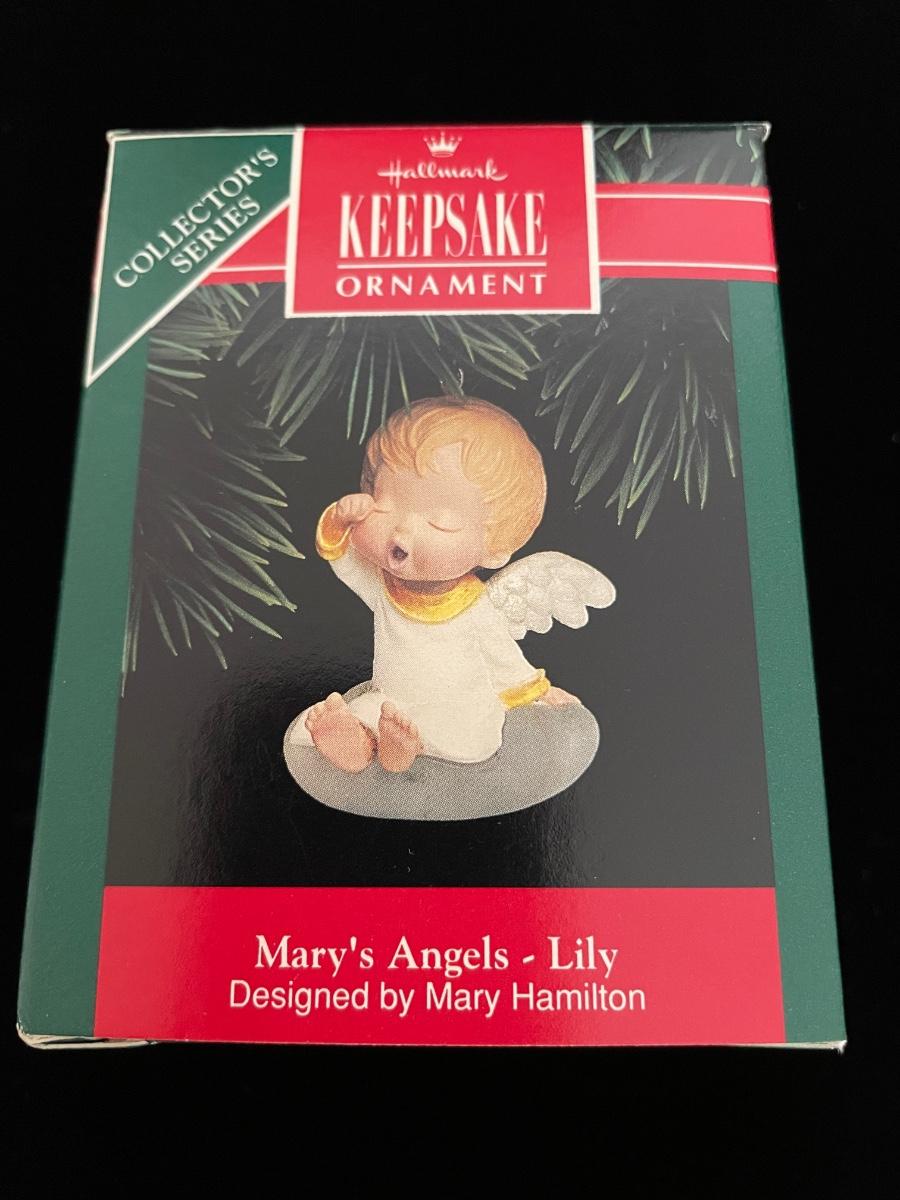 COLLECTOR'S
SERIES
Hallmark
KEEPSAKE
ORNAMENT
Mary's Angels - Lily
Designed by Mary Hamilton